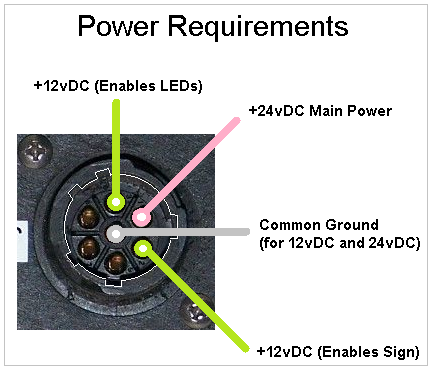 Power Requirements
+12vDC (Enables LEDs)
+24vDC Main Power
Common Ground
(for 12vDC and 24vDC)
+12vDC (Enables Sign)